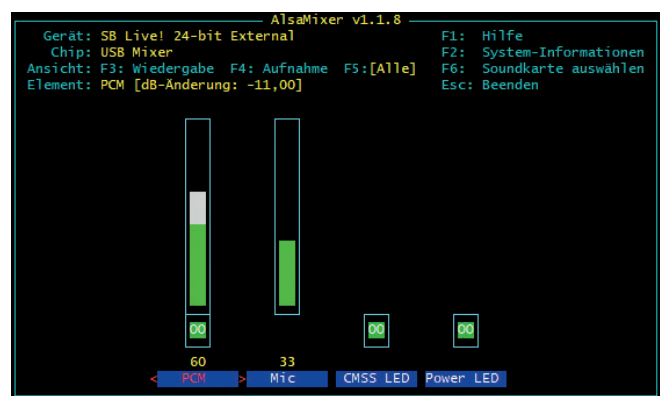 AlsaMixer v1.1.8
Gerät: SB Live! 24-bit External F1: Hilfe
Chip: USB Mixer F2: System-Informationen
Ansicht: F3: Wiedergabe F4: Aufnahme F5:[Alle] F6: Soundkarte auswählen
Element: PCM [dB-Änderung: -11,00] Esc: Beenden
OO OO OO
60 33
< PCM > Mic CMSS LED Power LED